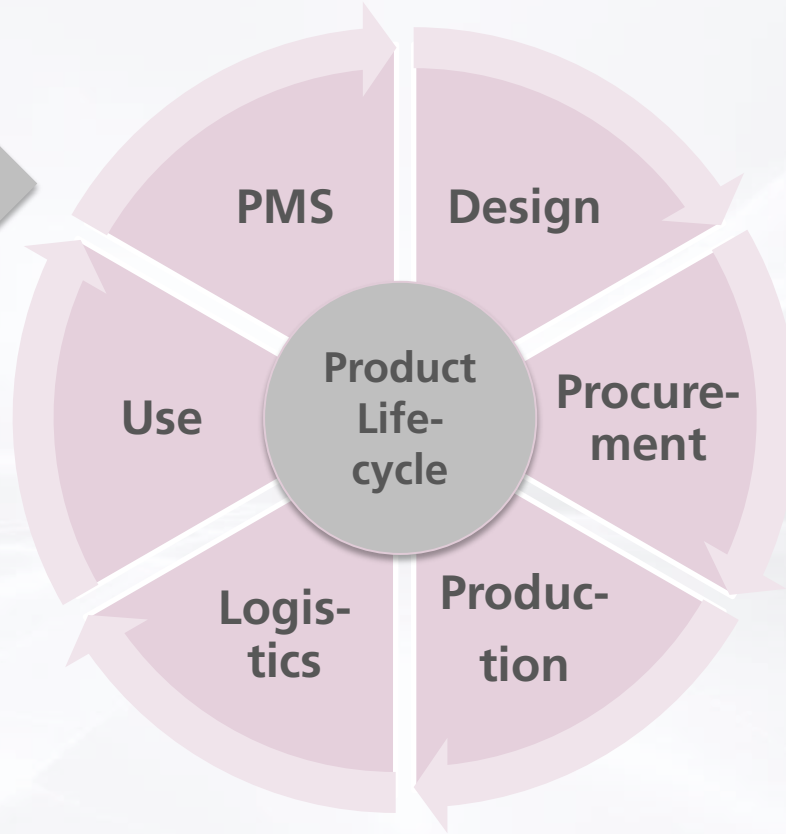 PMS
Design
Product
Life-
cycle
Procure-
ment
Use
Produc-
tion
Logis-
tics